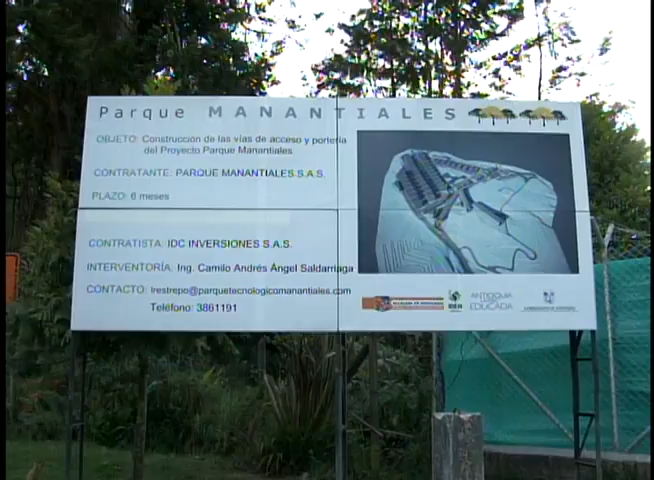 Parque MANANTIALES
OBJETO: Construcción de las vías de acceso y portería
del Proyecto Parque Manantiales
CONTRATANTE: PARQUE MANANTIALES S.A.S.
PLAZO: 6 meses
CONTRATISTA: IDC INVERSIONES S.A.S.
INTERVENTORÍA: Ing. Camilo Andrés Ángel Saldarriaga
CONTACTO: lrestrepo@parquetecnologicomanantiales.com
Teléfono: 3861191
IDEA
ANTIOQUIA
EDUCADA